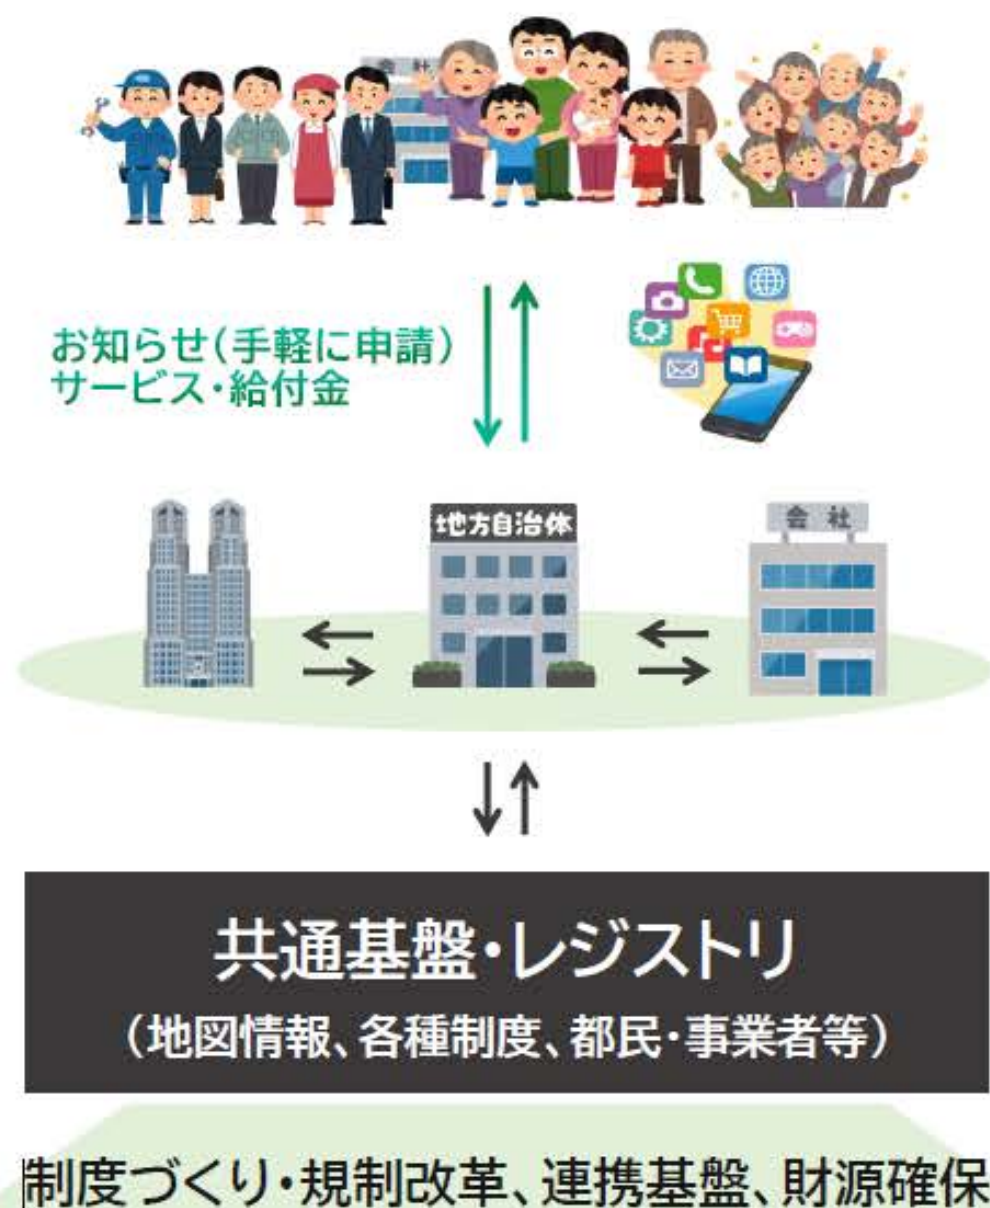 会社
お知らせ(手軽に申請)
サービス・給付金
地方自治体
会社
共通基盤・レジストリ
(地図情報、各種制度、都民・事業者等)
制度づくり・規制改革、連携基盤、財源確保